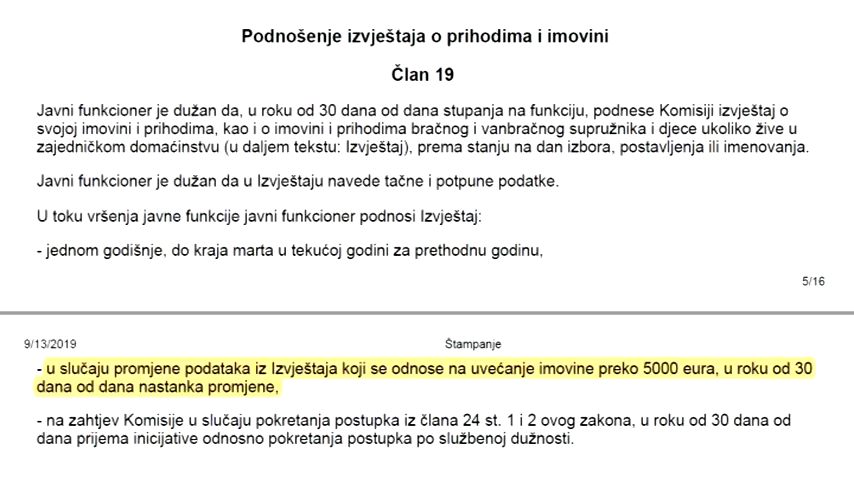 Podnošenje izvještaja o prihodima i imovini
Član 19
Javni funkcioner je dužan da, u roku od 30 dana od dana stupanja na funkciju, podnese Komisiji izvještaj o
svojoj imovini i prihodima, kao i o imovini i prihodima bračnog i vanbračnog supružnika i djece ukoliko žive u
zajedničkom domaćinstvu (u daljem tekstu: Izvještaj), prema stanju na dan izbora, postavljenja ili imenovanja.
Javni funkcioner je dužan da u Izvještaju navede tačne i potpune podatke.
U toku vršenja javne funkcije javni funkcioner podnosi Izvještaj:
- jednom godišnje, do kraja marta u tekućoj godini za prethodnu godinu,
5/16
9/13/2019 Štampanje
- u slučaju promjene podataka iz Izvještaja koji se odnose na uvećanje imovine preko 5000 eura, u roku od 30
dana od dana nastanka promjene,
- na zahtjev Komisije u slučaju pokretanja postupka iz člana 24 st. 1 i 2 ovog zakona, u roku od 30 dana od
dana prijema inicijative odnosno pokretanja postupka po službenoj dužnosti.